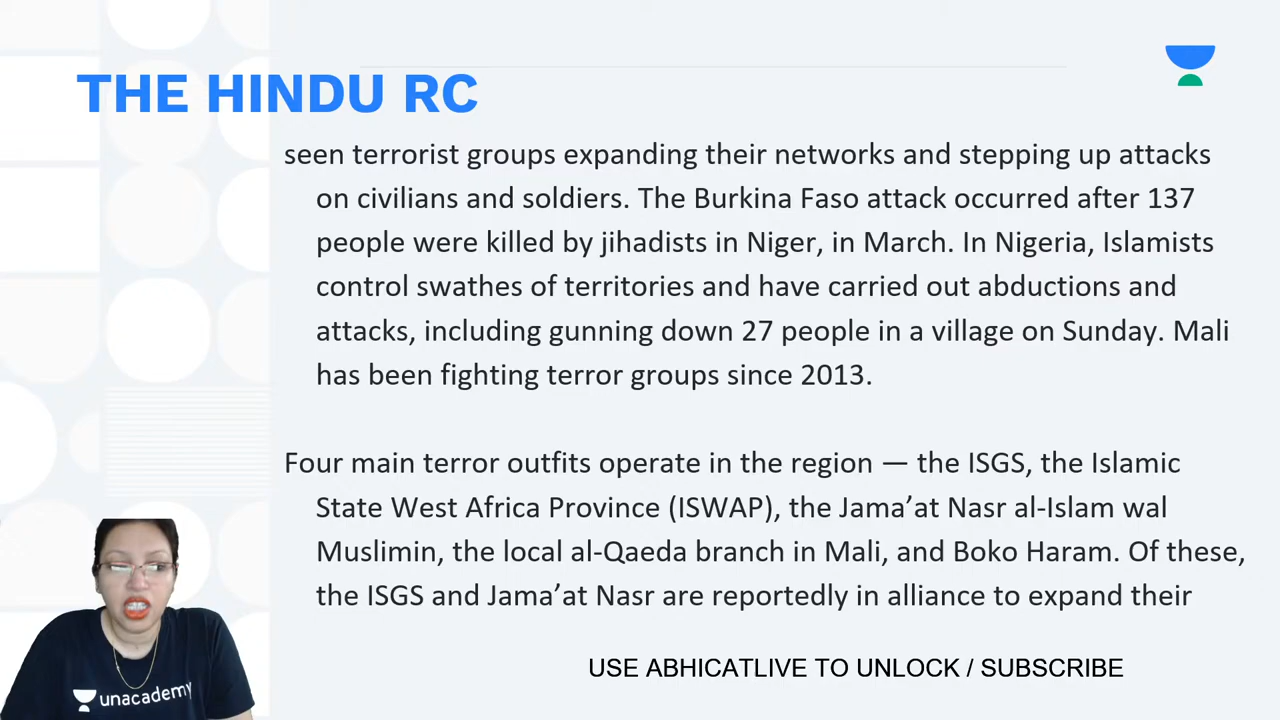 THE HINDU RC
seen terrorist groups expanding their networks and stepping up attacks
on civilians and soldiers. The Burkina Faso attack occurred after 137
people were killed by jihadists in Niger, in March. In Nigeria, Islamists
control swathes of territories and have carried out abductions and
attacks, including gunning down 27 people in a village on Sunday. Mali
has been fighting terror groups since 2013.
Four main terror outfits operate in the region — the ISGS, the Islamic
State West Africa Province (ISWAP), the Jama’at Nasr al-Islam wal
Muslimin, the local al-Qaeda branch in Mali, and Boko Haram. Of these,
the ISGS and Jama’at Nasr are reportedly in alliance to expand their
USE ABHICATLIVE TO UNLOCK / SUBSCRIBE
unacademy